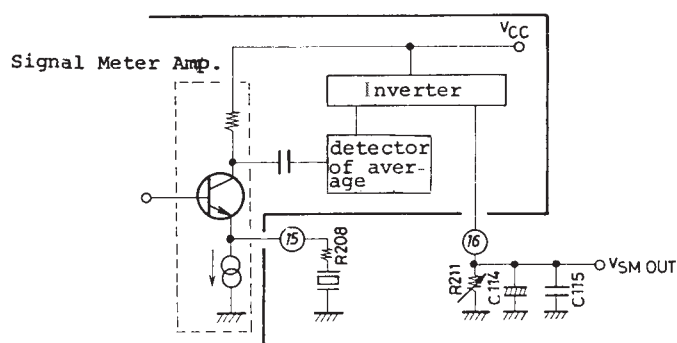 VCC
Signal Meter Amp.
Inverter
detector
of aver-
age
15
R208
16
R211
C114
C115
VSM OUT